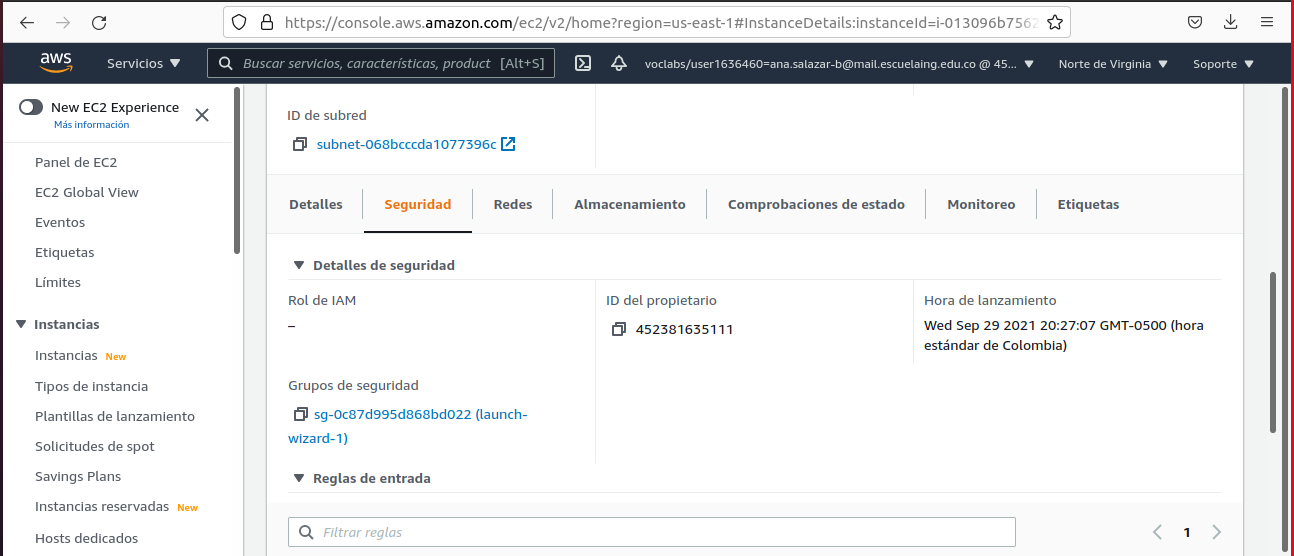 https://console.aws.amazon.com/ec2/v2/home?region=us-east-1#InstanceDetails:instanceId=i-013096b7562
aws
Servicios
Buscar servicios, características, product [Alt+S]
voclabs/user1636460=ana.salazar-b@mail.escuelaing.edu.co @ 45...
Norte de Virginia
Soporte
New EC2 Experience
Más información
Panel de EC2
EC2 Global View
Eventos
Etiquetas
Límites
Instancias
Instancias New
Tipos de instancia
Plantillas de lanzamiento
Solicitudes de spot
Savings Plans
Instancias reservadas New
Hosts dedicados
ID de subred
subnet-068bcccda1077396c
Detalles
Seguridad
Redes
Almacenamiento
Comprobaciones de estado
Monitoreo
Etiquetas
Detalles de seguridad
Rol de IAM
–
ID del propietario
452381635111
Hora de lanzamiento
Wed Sep 29 2021 20:27:07 GMT-0500 (hora
estándar de Colombia)
Grupos de seguridad
sg-0c87d995d868bd022 (launch-
wizard-1)
Reglas de entrada
Filtrar reglas
1